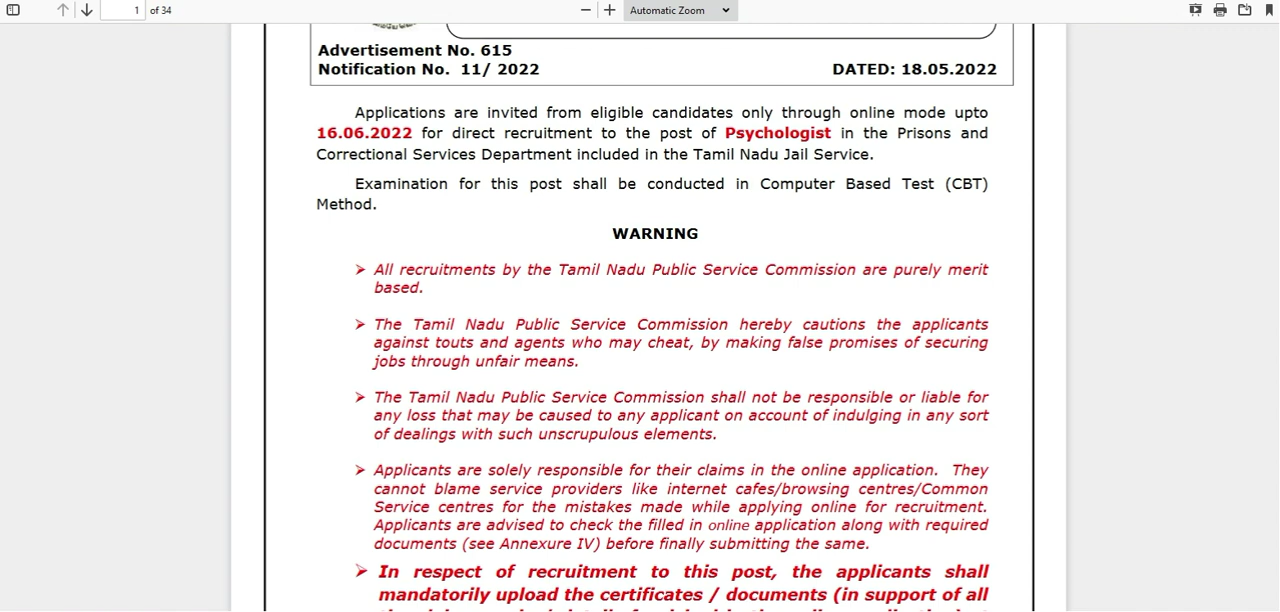 1 of 34 Automatic Zoom
Advertisement No. 615
Notification No. 11/ 2022 DATED: 18.05.2022
Applications are invited from eligible candidates only through online mode upto
16.06.2022 for direct recruitment to the post of Psychologist in the Prisons and
Correctional Services Department included in the Tamil Nadu Jail Service.
Examination for this post shall be conducted in Computer Based Test (CBT)
Method.
WARNING
➢ All recruitments by the Tamil Nadu Public Service Commission are purely merit
based.
➢ The Tamil Nadu Public Service Commission hereby cautions the applicants
against touts and agents who may cheat, by making false promises of securing
jobs through unfair means.
➢ The Tamil Nadu Public Service Commission shall not be responsible or liable for
any loss that may be caused to any applicant on account of indulging in any sort
of dealings with such unscrupulous elements.
➢ Applicants are solely responsible for their claims in the online application. They
cannot blame service providers like internet cafes/browsing centres/Common
Service centres for the mistakes made while applying online for recruitment.
Applicants are advised to check the filled in online application along with required
documents (see Annexure IV) before finally submitting the same.
➢ In respect of recruitment to this post, the applicants shall
mandatorily upload the certificates / documents (in support of all